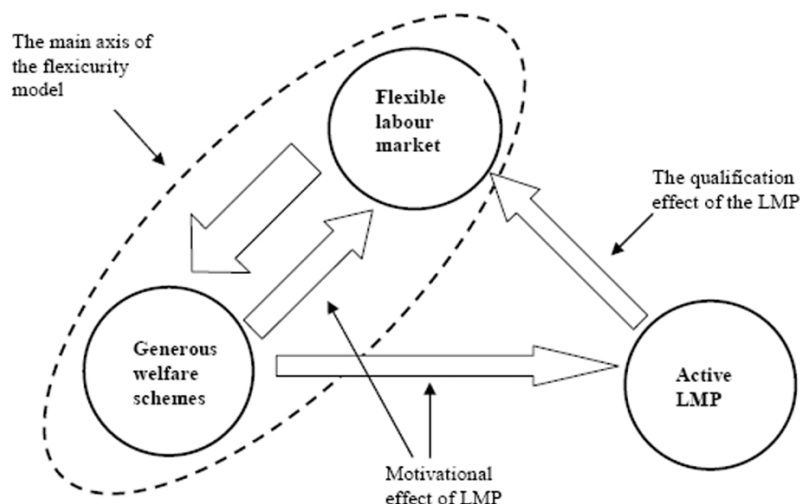 The main axis of
the flexicurity
model
Flexible
labour
market
The qualification
effect of the LMP
Generous
welfare
schemes
Active
LMP
Motivational
effect of LMP